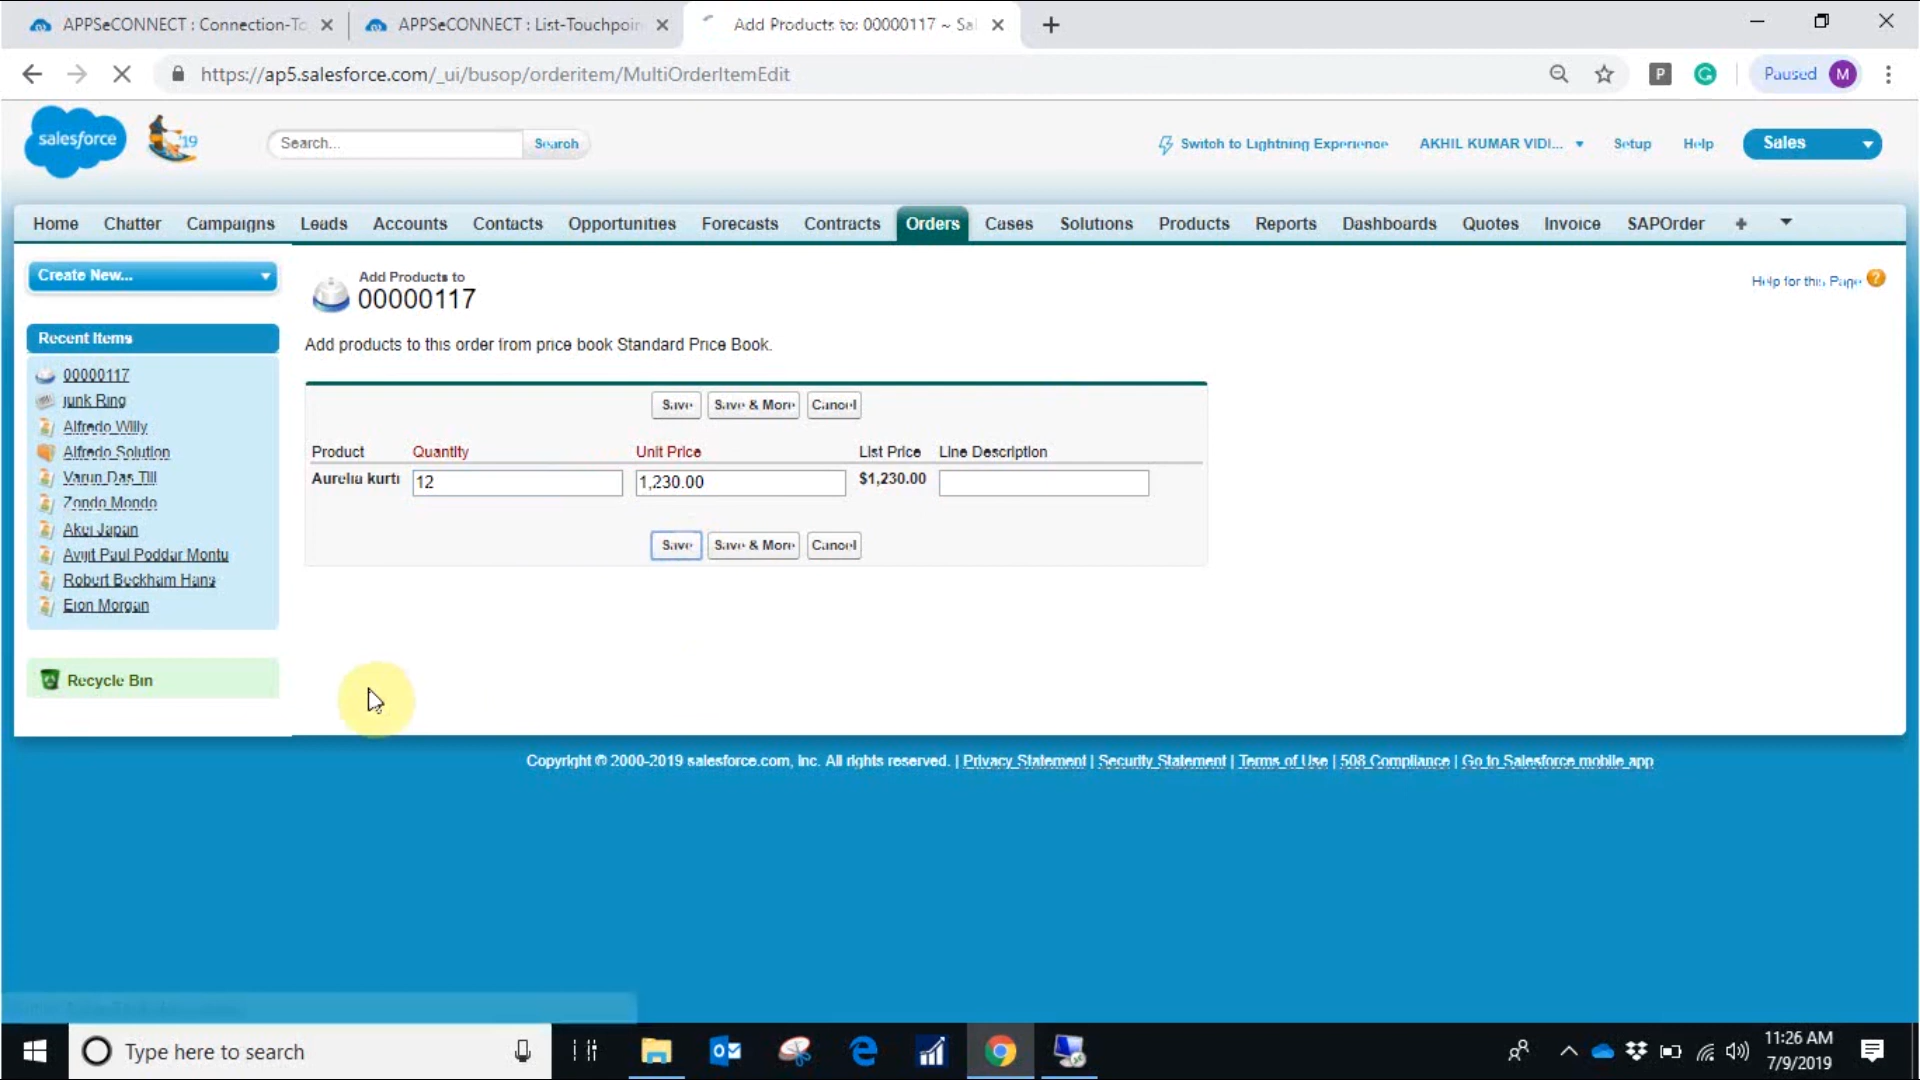 APPSeCONNECT : Connection-To
APPSeCONNECT : List-Touchpoin
Add Products to: 00000117 ~ Sal
https://ap5.salesforce.com/_ui/busop/orderitem/MultiOrderItemEdit
P
G
Paused
M
salesforce
'19
Search...
Search
Switch to Lightning Experience
AKHIL KUMAR VIDI...
Setup
Help
Sales
Home
Chatter
Campaigns
Leads
Accounts
Contacts
Opportunities
Forecasts
Contracts
Orders
Cases
Solutions
Products
Reports
Dashboards
Quotes
Invoice
SAPOrder
+
Create New...
Add Products to
00000117
Help for this Page
Recent Items
Add products to this order from price book Standard Price Book.
00000117
junk Ring
Alfredo Willy
Alfredo Solution
Varun Das Till
Zondo Mondo
Akei Japan
Avijit Paul Poddar Montu
Robert Beckham Hans
Eion Morgan
Recycle Bin
Save
Save & More
Cancel
Product
Quantity
Unit Price
List Price
Line Description
Aurelia kurti
12
1,230.00
$1,230.00
Save
Save & More
Cancel
Copyright © 2000-2019 salesforce.com, inc. All rights reserved. | Privacy Statement | Security Statement | Terms of Use | 508 Compliance | Go to Salesforce mobile app
Type here to search
11:26 AM
7/9/2019